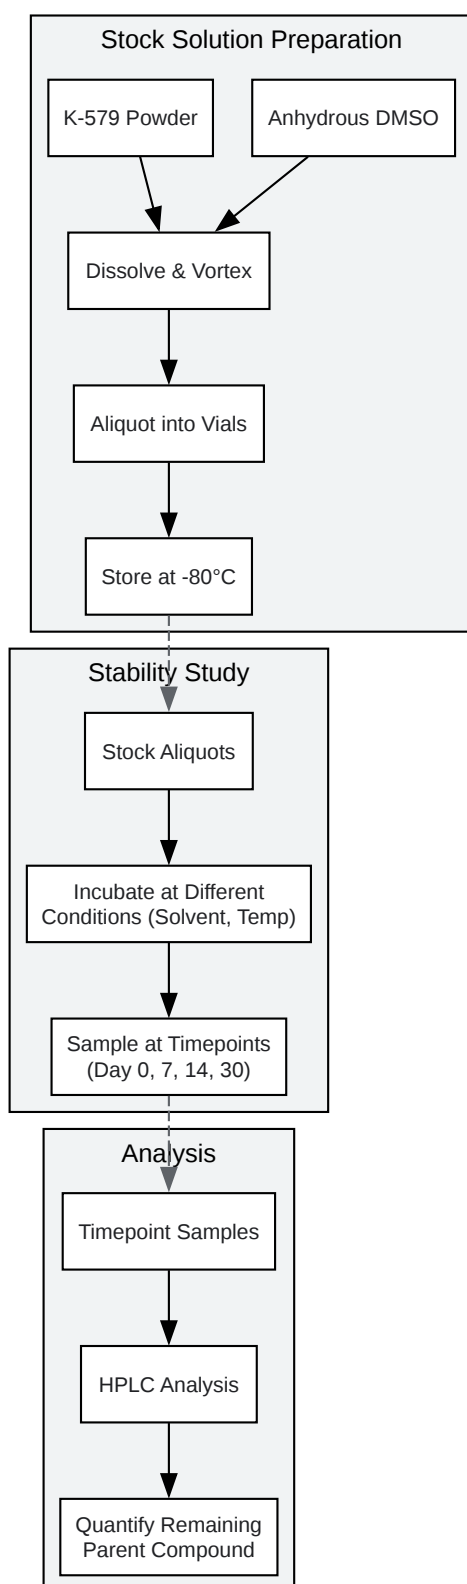 Stock Solution Preparation
K-579 Powder
Anhydrous DMSO
Dissolve & Vortex
Aliquot into Vials
Store at -80°C
Stability Study
Stock Aliquots
Incubate at Different
Conditions (Solvent, Temp)
Sample at Timepoints
(Day 0, 7, 14, 30)
Analysis
Timepoint Samples
HPLC Analysis
Quantify Remaining
Parent Compound